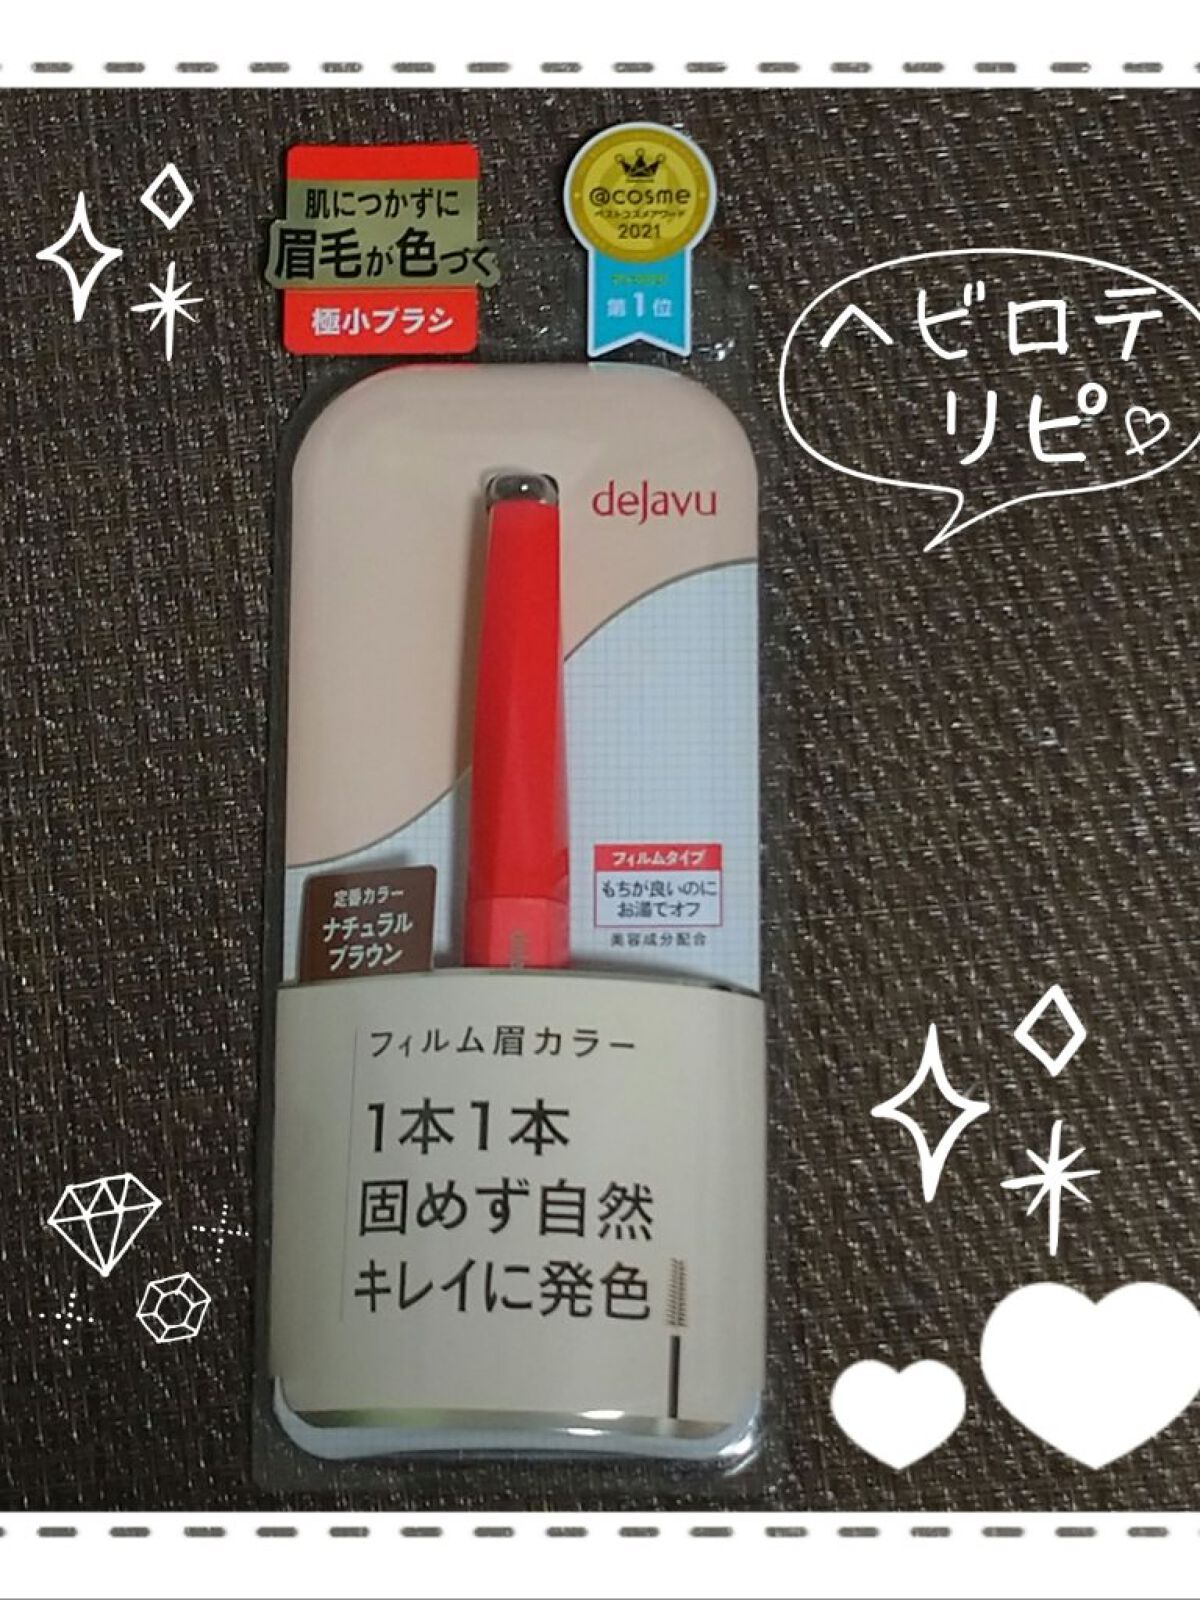 肌につかずに
眉毛が色づく
極小ブラシ
@cosme
ベストコスメアワード
2021
第1位
ヘビロテ
リピ♡
dejavu
フィルムタイプ
もちが良いのに
お湯でオフ
美容成分配合
定番カラー
ナチュラル
ブラウン
フィルム眉カラー
1本1本
固めず自然
キレイに発色